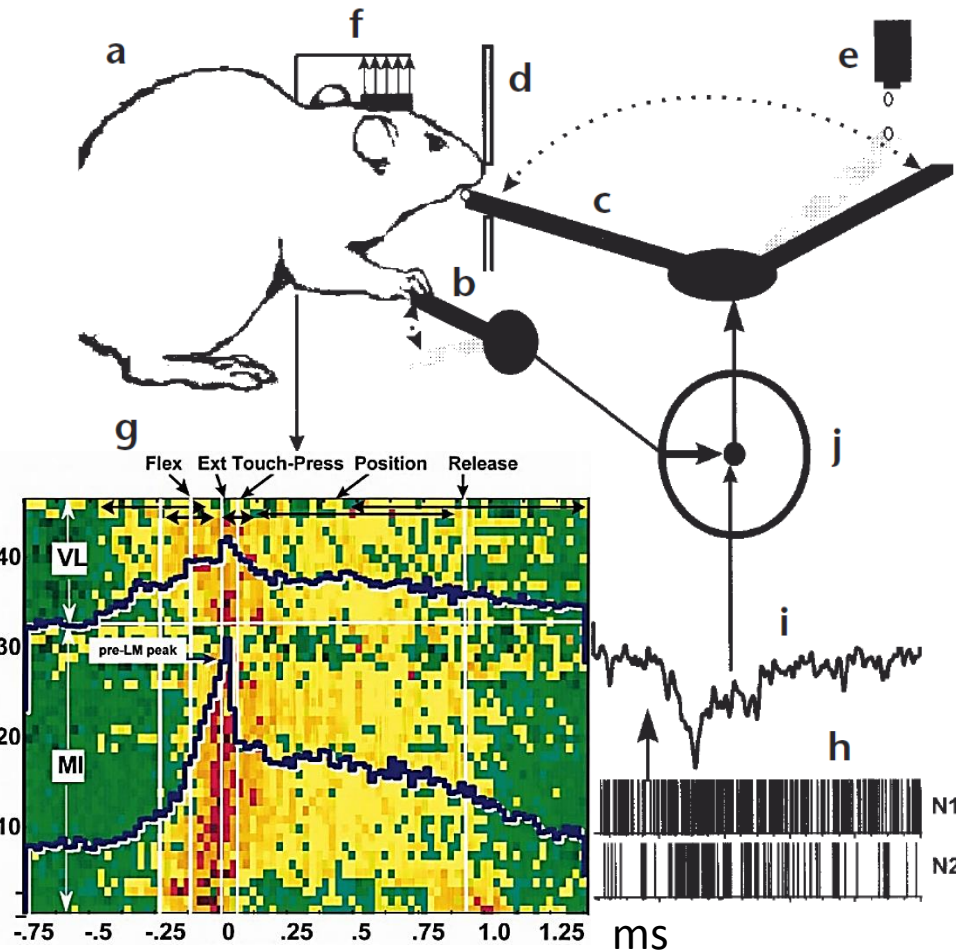 f
a
e
d
c
b
g
j
Flex Ext Touch-Press Position Release
40
VL
i
30
pre-LM peak
20
MI
h
N1
10
N2
-.75 -.5 -.25 0 .25 .5 .75 1.0 1.25 ms